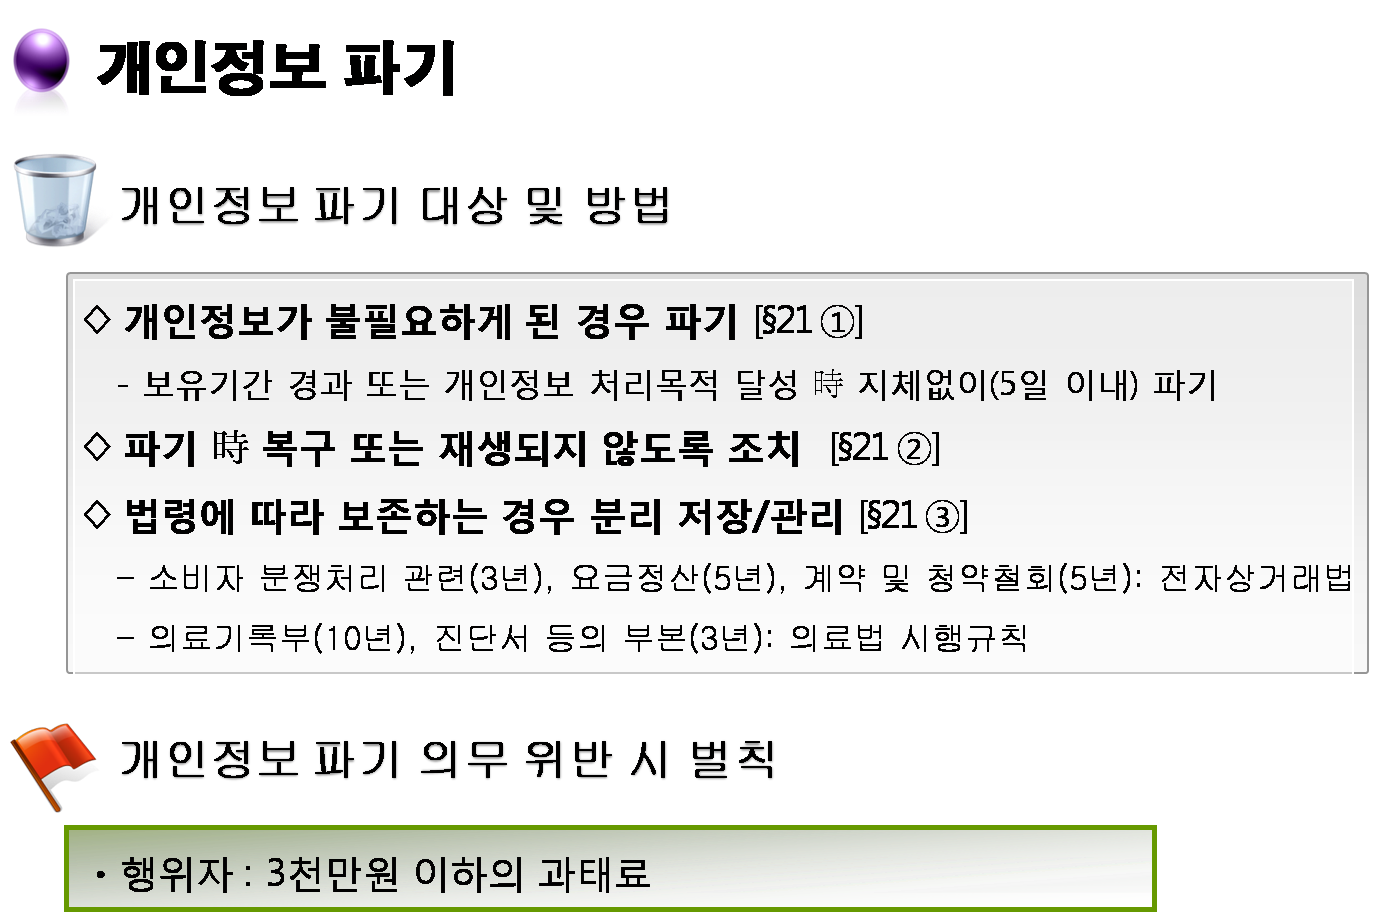 개인정보 파기
개인정보 파기 대상 및 방법
◇ 개인정보가 불필요하게 된 경우 파기 [§21①]
- 보유기간 경과 또는 개인정보 처리목적 달성 時 지체없이(5일 이내) 파기
◇ 파기 時 복구 또는 재생되지 않도록 조치 [§21②]
◇ 법령에 따라 보존하는 경우 분리 저장/관리 [§21③]
– 소비자 분쟁처리 관련(3년), 요금정산(5년), 계약 및 청약철회(5년): 전자상거래법
– 의료기록부(10년), 진단서 등의 부본(3년): 의료법 시행규칙
개인정보 파기 의무 위반 시 벌칙
• 행위자 : 3천만원 이하의 과태료